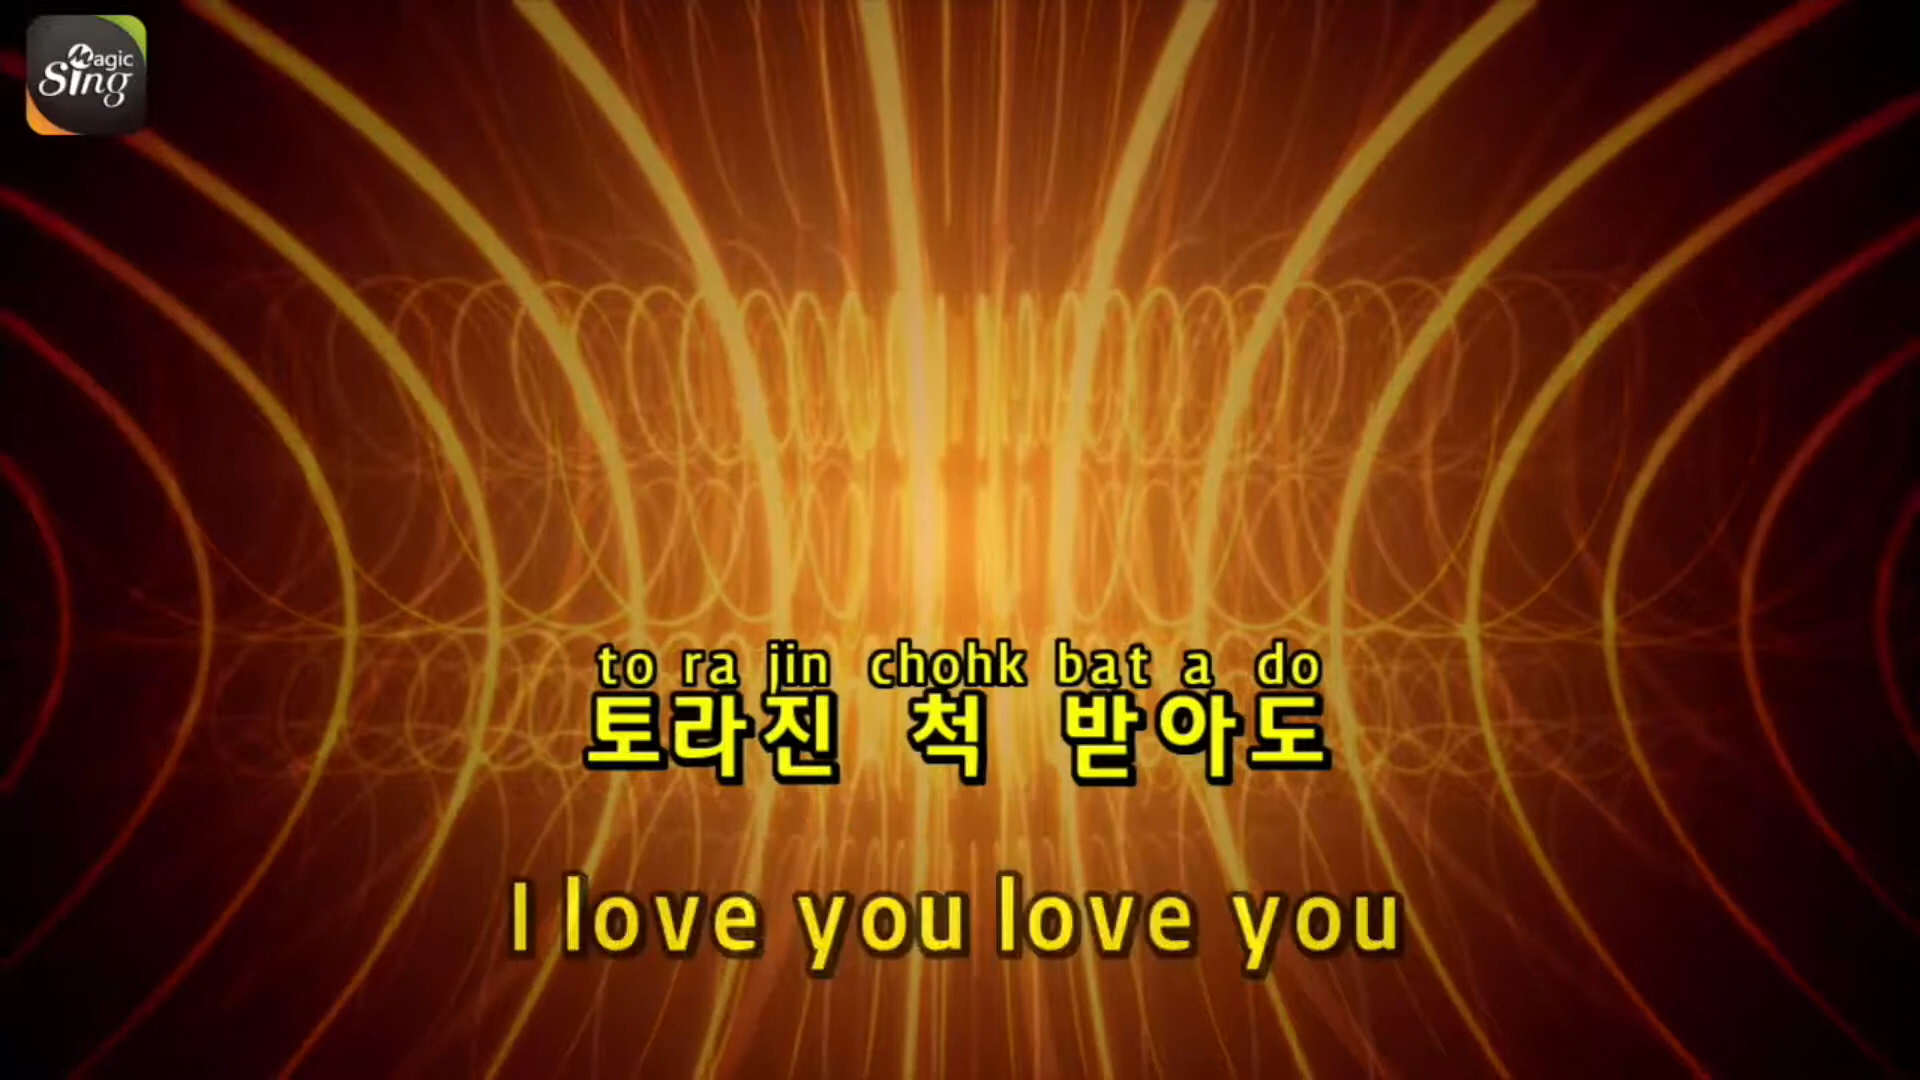 Magic
Sing
to ra jin chohk bat a do
토라진 척 받아도
I love you love you